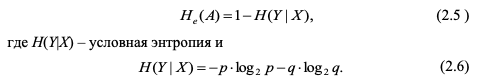 H_e(A) = 1 – H(Y | X), (2.5 )
где H(Y|X) – условная энтропия и
H(Y | X) = –p · log₂ p – q · log₂ q. (2.6)